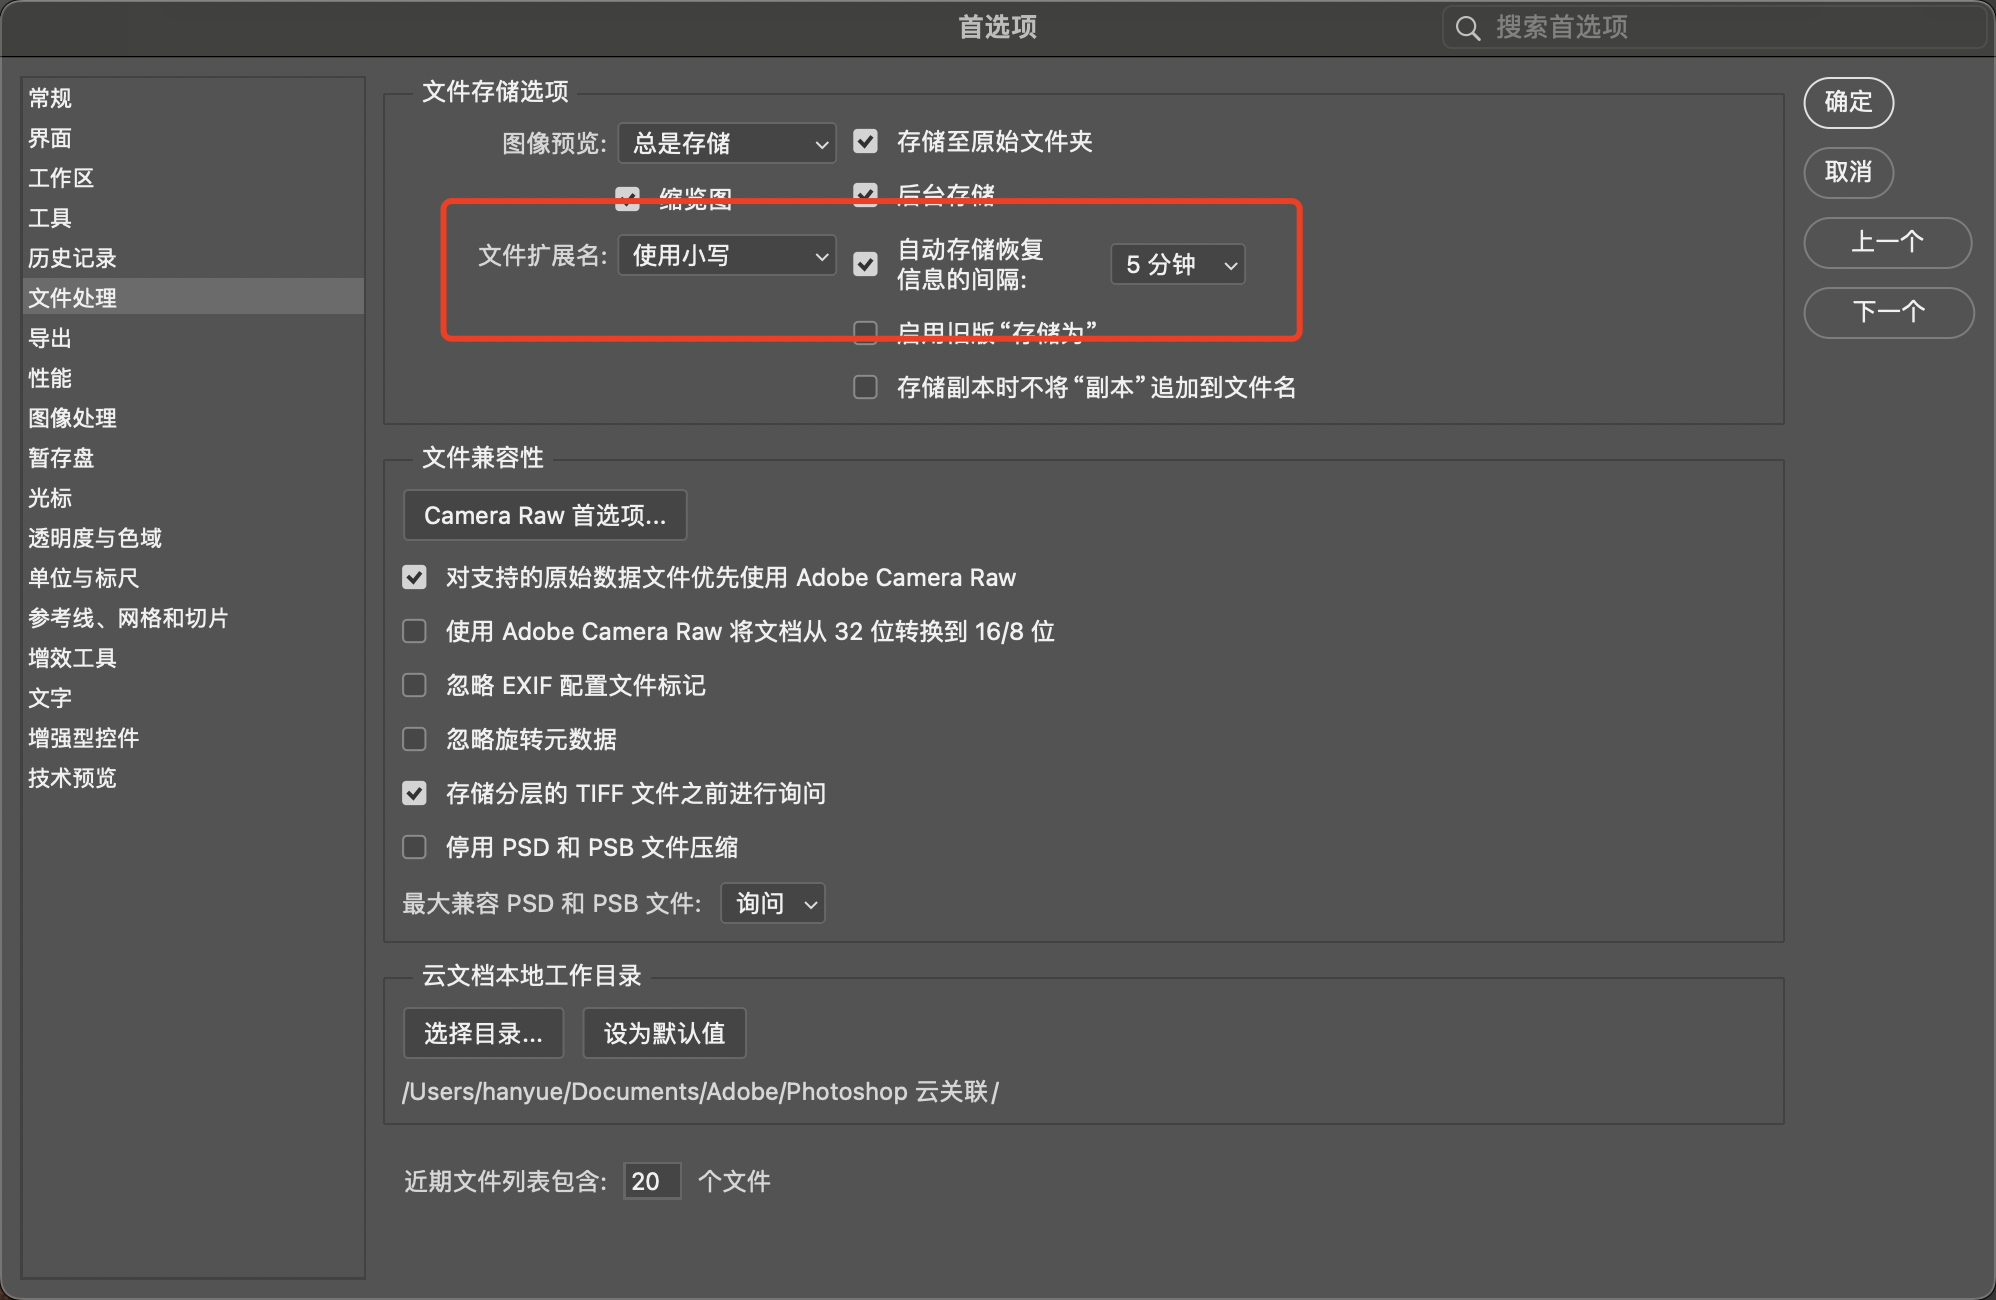 首选项
搜索首选项
常规
界面
工作区
工具
历史记录
文件处理
导出
性能
图像处理
暂存盘
光标
透明度与色域
单位与标尺
参考线、网格和切片
增效工具
文字
增强型控件
技术预览
文件存储选项
图像预览: 总是存储
存储至原始文件夹
缩览图
后台存储
文件扩展名: 使用小写
自动存储恢复
信息的间隔:
5 分钟
启用旧版“存储为”
存储副本时不将“副本”追加到文件名
文件兼容性
Camera Raw 首选项...
对支持的原始数据文件优先使用 Adobe Camera Raw
使用 Adobe Camera Raw 将文档从 32 位转换到 16/8 位
忽略 EXIF 配置文件标记
忽略旋转元数据
存储分层的 TIFF 文件之前进行询问
停用 PSD 和 PSB 文件压缩
最大兼容 PSD 和 PSB 文件: 询问
云文档本地工作目录
选择目录... 设为默认值
/Users/hanyue/Documents/Adobe/Photoshop 云关联/
近期文件列表包含: 20 个文件
确定
取消
上一个
下一个